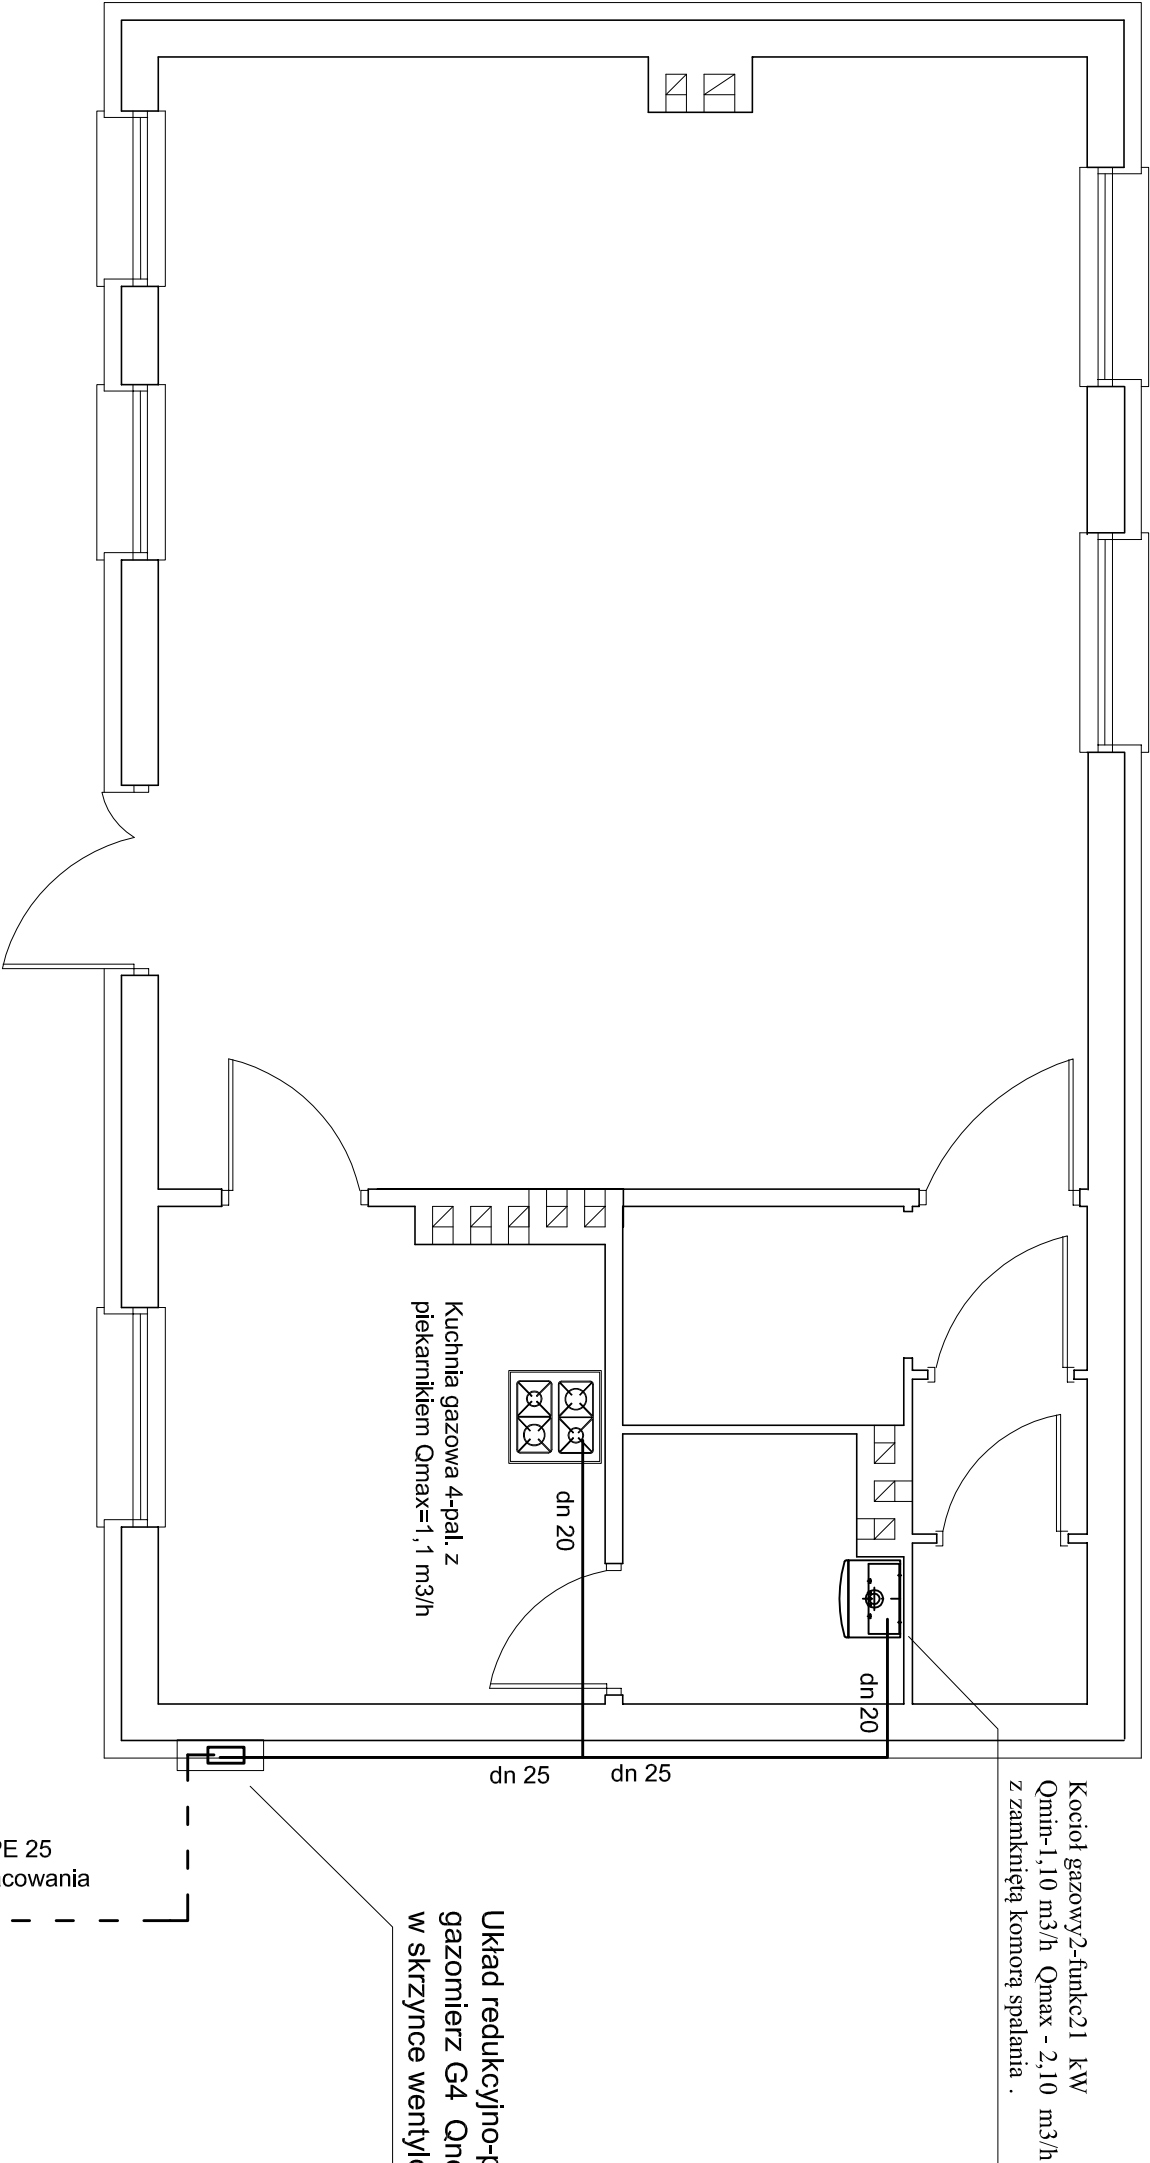 Kuchnia gazowa 4-pal. z
piekarnikiem Qmax=1,1 m3/h
dn 20
dn 20
dn 25
dn 25
Kocioł gazowy2-funkc21 kW
Qmin-1,10 m3/h Qmax - 2,10 m3/h
z zamkniętą komorą spalania .
PE 25
cowania
Układ redukcyjno-p
gazomierz G4 Qn
w skrzynce wentyl